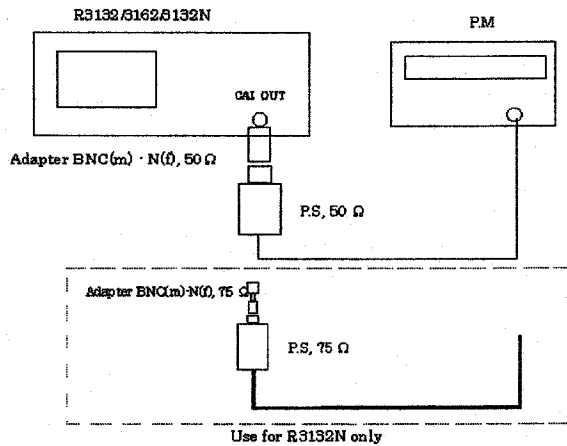 R3132/3162/3132N
P.M
CAL OUT
Adapter BNC(m) · N(f), 50 Ω
P.S, 50 Ω
Adapter BNC(m)-N(f), 75 Ω
P.S, 75 Ω
Use for R3132N only